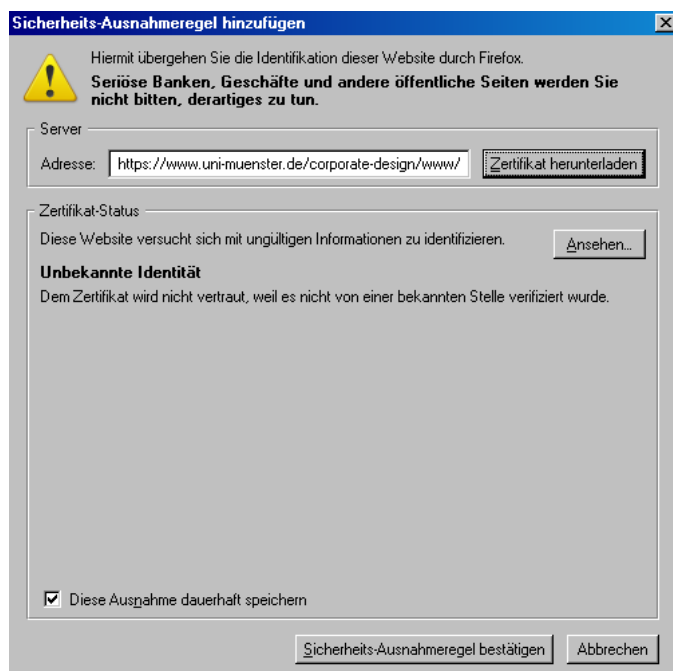 Sicherheits-Ausnahmeregel hinzufügen
Hiermit übergehen Sie die Identifikation dieser Website durch Firefox.
Seriöse Banken, Geschäfte und andere öffentliche Seiten werden Sie
nicht bitten, derartiges zu tun.
Server
Adresse: https://www.uni-muenster.de/corporate-design/www/ Zertifikat herunterladen
Zertifikat-Status
Diese Website versucht sich mit ungültigen Informationen zu identifizieren. Ansehen...
Unbekannte Identität
Dem Zertifikat wird nicht vertraut, weil es nicht von einer bekannten Stelle verifiziert wurde.
Diese Ausnahme dauerhaft speichern
Sicherheits-Ausnahmeregel bestätigen Abbrechen